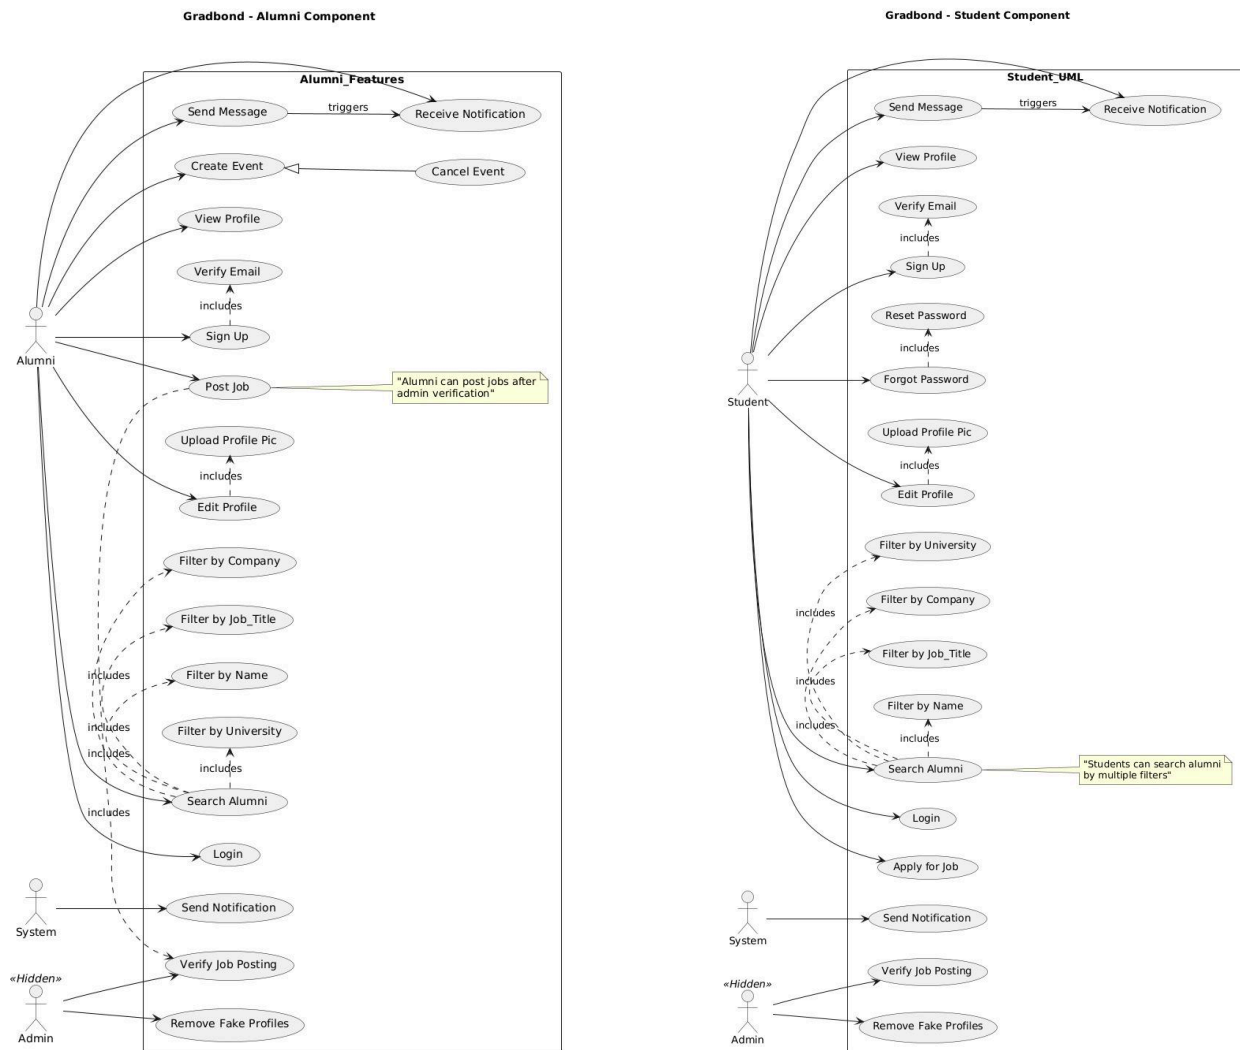 Gradbond - Alumni Component
Alumni_Features
Send Message
triggers
Receive Notification
Create Event
Cancel Event
View Profile
Verify Email
includes
Sign Up
Alumni
Post Job
"Alumni can post jobs after
admin verification"
Upload Profile Pic
includes
Edit Profile
Filter by Company
Filter by Job_Title
includes
Filter by Name
includes
Filter by University
includes
includes
Search Alumni
includes
Login
Send Notification
System
Verify Job Posting
«Hidden»
Admin
Remove Fake Profiles
Gradbond - Student Component
Student_UML
Send Message
triggers
Receive Notification
View Profile
Verify Email
includes
Sign Up
Reset Password
includes
Forgot Password
Student
Upload Profile Pic
includes
Edit Profile
Filter by University
Filter by Company
includes
Filter by Job_Title
includes
Filter by Name
includes
includes
Search Alumni
"Students can search alumni
by multiple filters"
Login
Apply for Job
Send Notification
System
Verify Job Posting
«Hidden»
Admin
Remove Fake Profiles